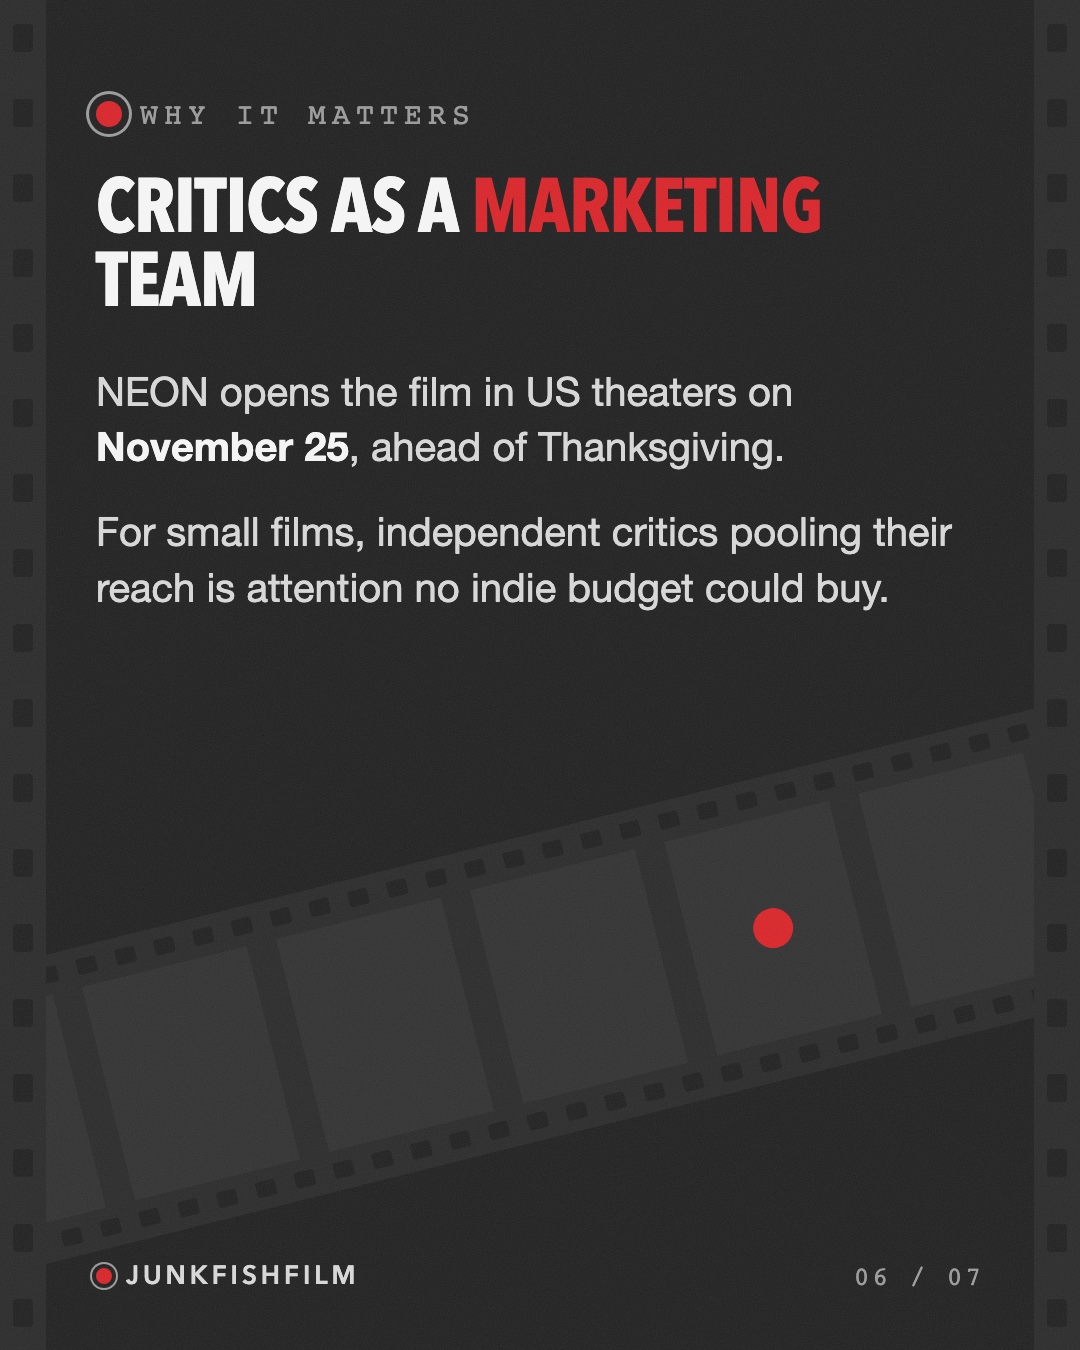 WHY IT MATTERS
CRITICS AS A MARKETING
TEAM
NEON opens the film in US theaters on
November 25, ahead of Thanksgiving.
For small films, independent critics pooling their
reach is attention no indie budget could buy.
JUNKFISHFILM
06 / 07